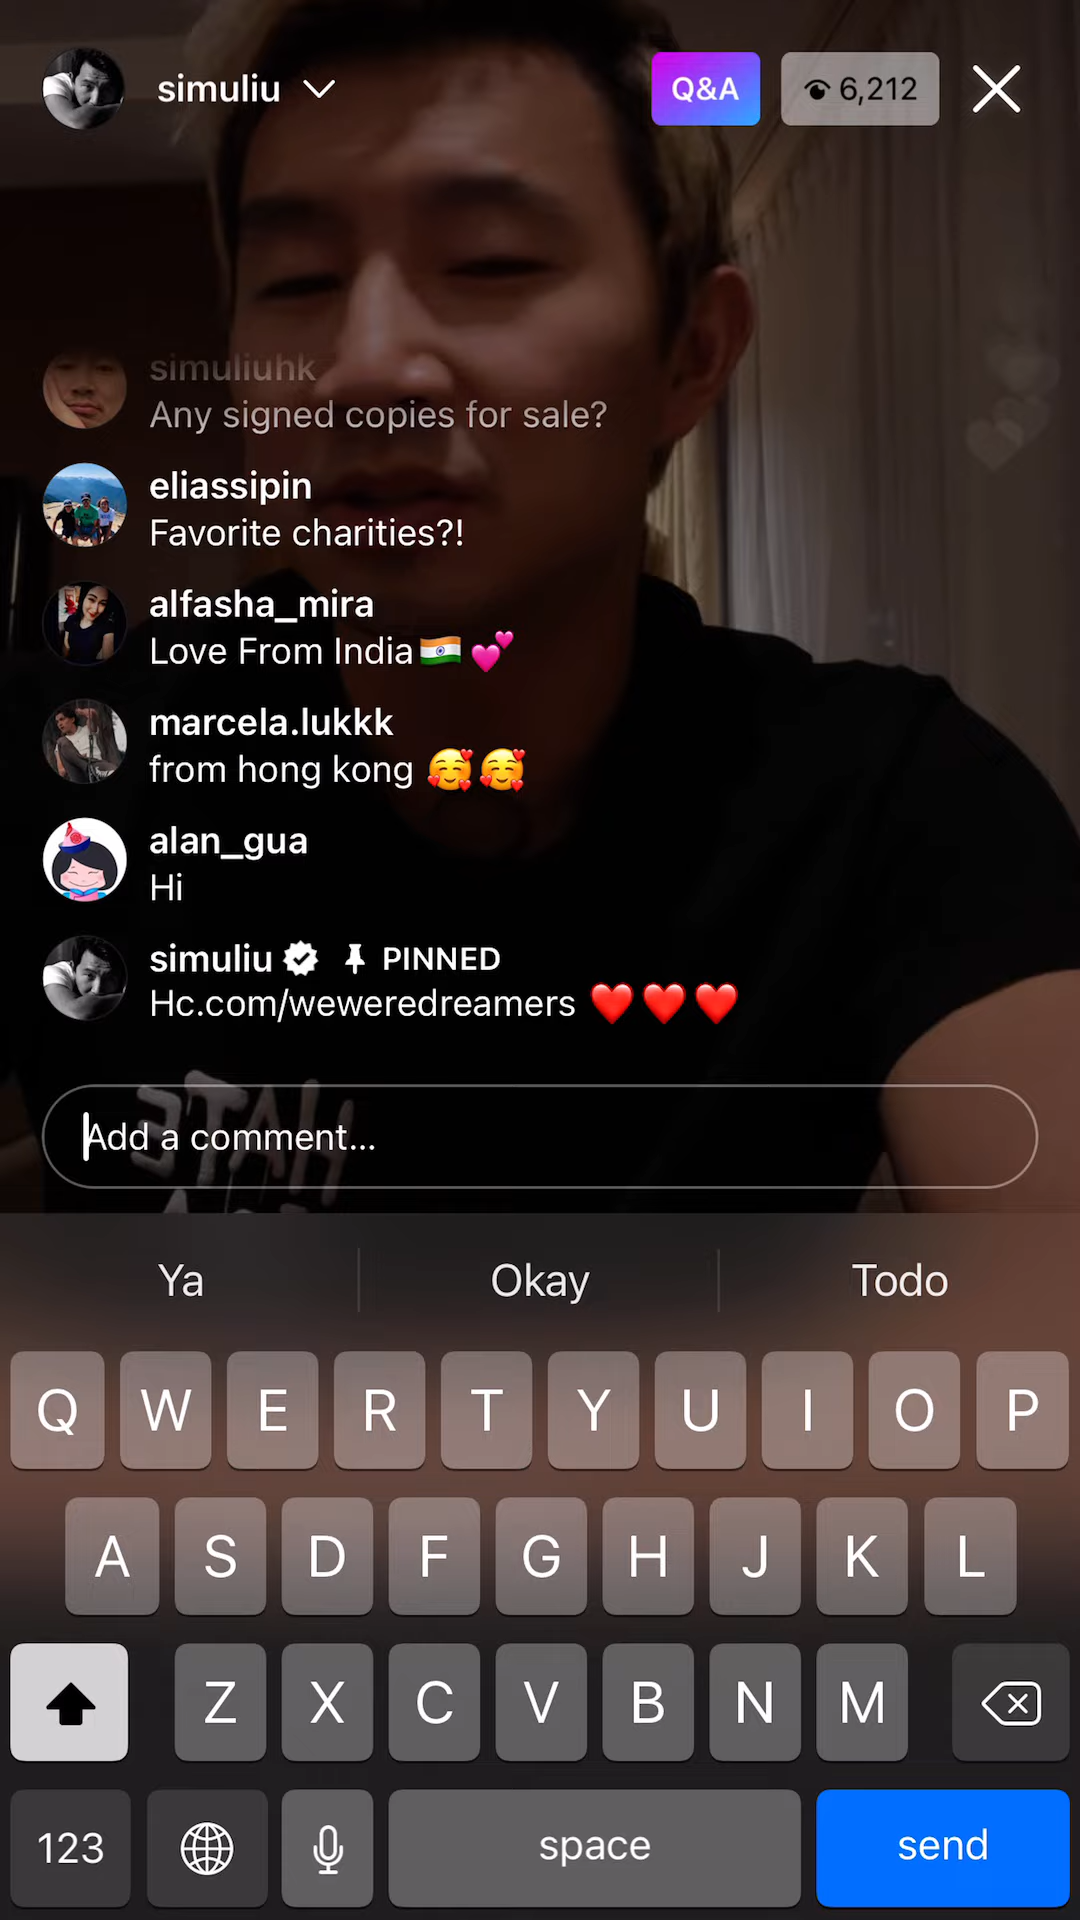 simuliu
Q&A 6,212
simuliuhk
Any signed copies for sale?
eliassipin
Favorite charities?!
alfasha_mira
Love From India🇮🇳 💕
marcela.lukkk
from hong kong 🥰🥰
alan_gua
Hi
simuliu PINNED
Hc.com/weweredreamers ❤️❤️❤️
HATE
Add a comment...
Ya Okay Todo
Q W E R T Y U I O P
A S D F G H J K L
Z X C V B N M
123 space send